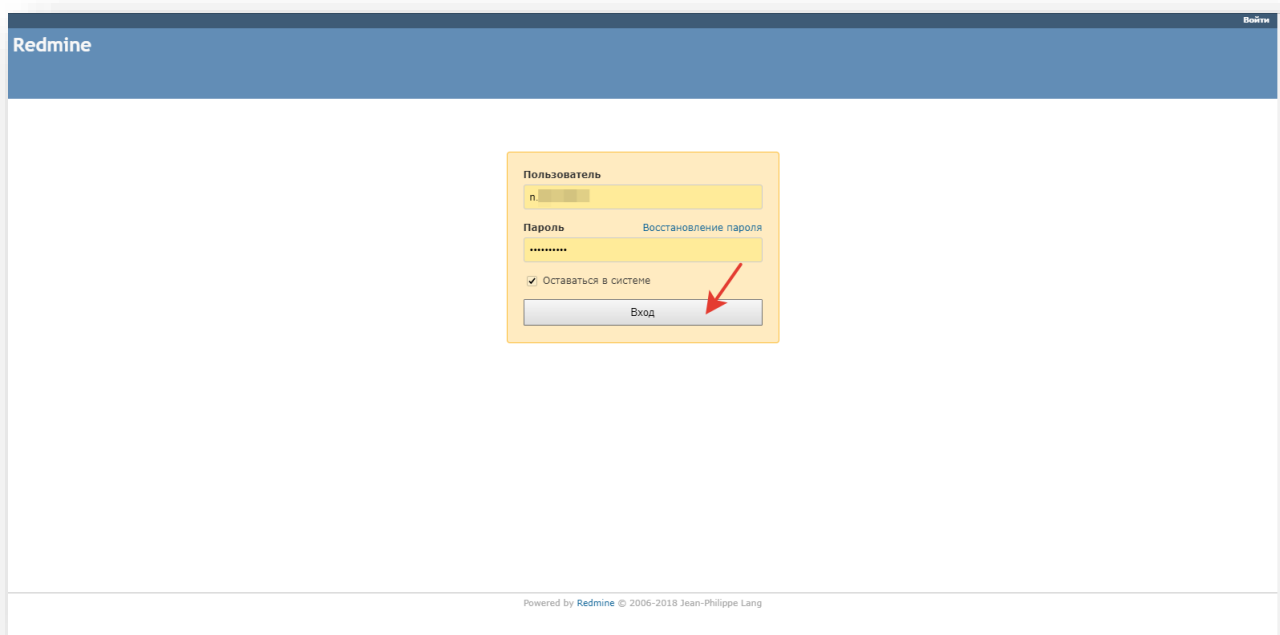 Войти
Redmine
Пользователь
n.
Пароль Восстановление пароля
••••••••••
Оставаться в системе
Вход
Powered by Redmine © 2006-2018 Jean-Philippe Lang